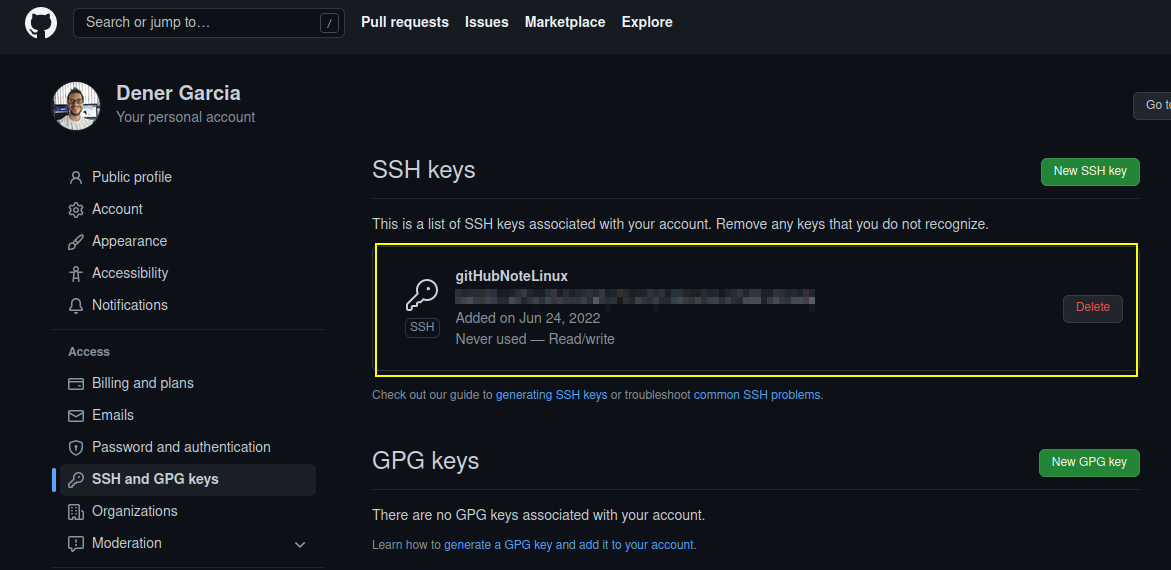 Search or jump to… / Pull requests Issues Marketplace Explore
Dener Garcia
Your personal account
Go to
Public profile
Account
Appearance
Accessibility
Notifications
Access
Billing and plans
Emails
Password and authentication
SSH and GPG keys
Organizations
Moderation
SSH keys
New SSH key
This is a list of SSH keys associated with your account. Remove any keys that you do not recognize.
gitHubNoteLinux
SSH
Added on Jun 24, 2022
Never used — Read/write
Delete
Check out our guide to generating SSH keys or troubleshoot common SSH problems.
GPG keys
New GPG key
There are no GPG keys associated with your account.
Learn how to generate a GPG key and add it to your account.